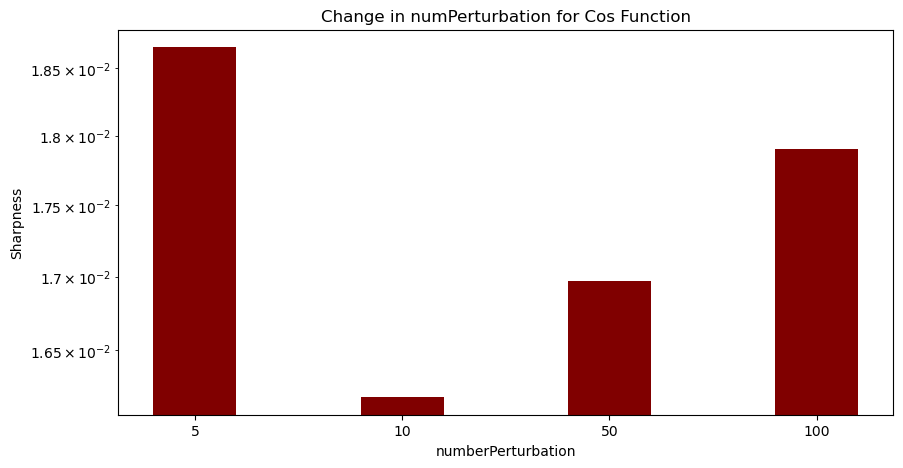 Change in numPerturbation for Cos Function
1.85 × 10⁻²
1.8 × 10⁻²
1.75 × 10⁻²
1.7 × 10⁻²
1.65 × 10⁻²
Sharpness
5 10 50 100
numberPerturbation